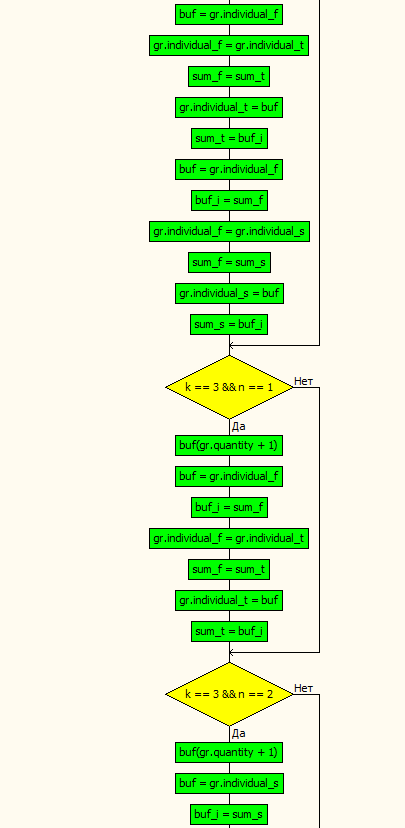 buf = gr.individual_f
gr.individual_f = gr.individual_t
sum_f = sum_t
gr.individual_t = buf
sum_t = buf_i
buf = gr.individual_f
buf_i = sum_f
gr.individual_f = gr.individual_s
sum_f = sum_s
gr.individual_s = buf
sum_s = buf_i
k == 3 && n == 1
Нет
Да
buf(gr.quantity + 1)
buf = gr.individual_f
buf_i = sum_f
gr.individual_f = gr.individual_t
sum_f = sum_t
gr.individual_t = buf
sum_t = buf_i
Нет
k == 3 && n == 2
Да
buf(gr.quantity + 1)
buf = gr.individual_s
buf_i = sum_s